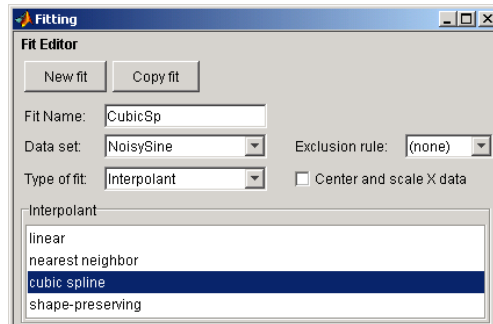 Fitting
Fit Editor
New fit Copy fit
Fit Name: CubicSp
Data set: NoisySine Exclusion rule: (none)
Type of fit: Interpolant Center and scale X data
Interpolant
linear
nearest neighbor
cubic spline
shape-preserving